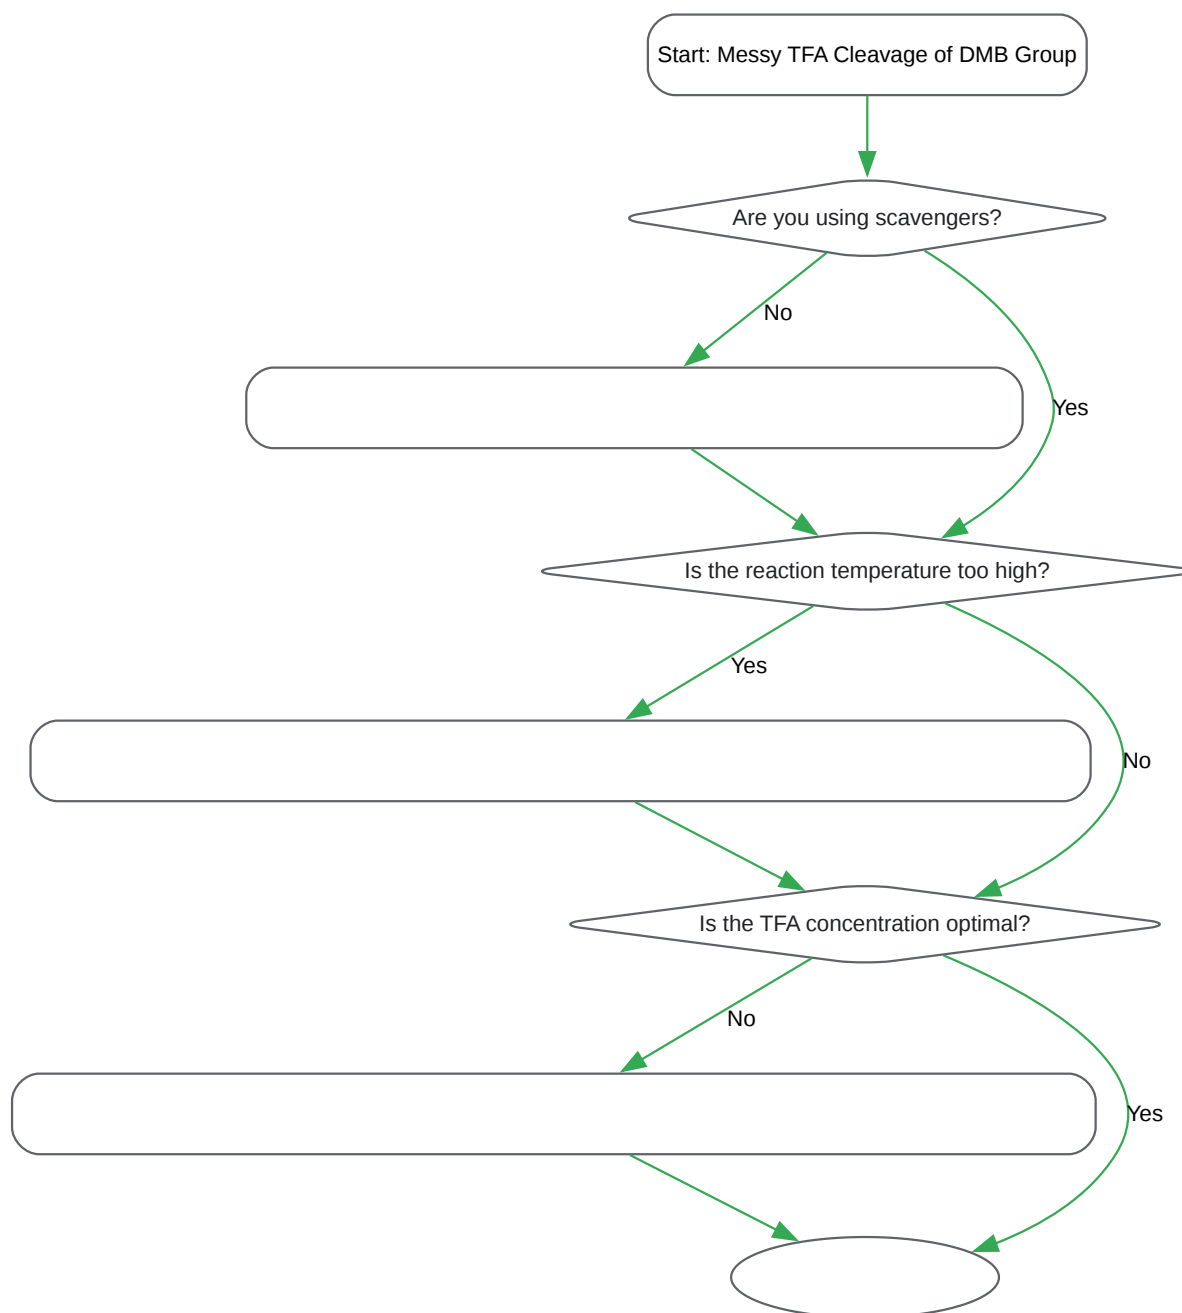 Start: Messy TFA Cleavage of DMB Group
Are you using scavengers?
No
Yes
Is the reaction temperature too high?
Yes
No
Is the TFA concentration optimal?
No
Yes